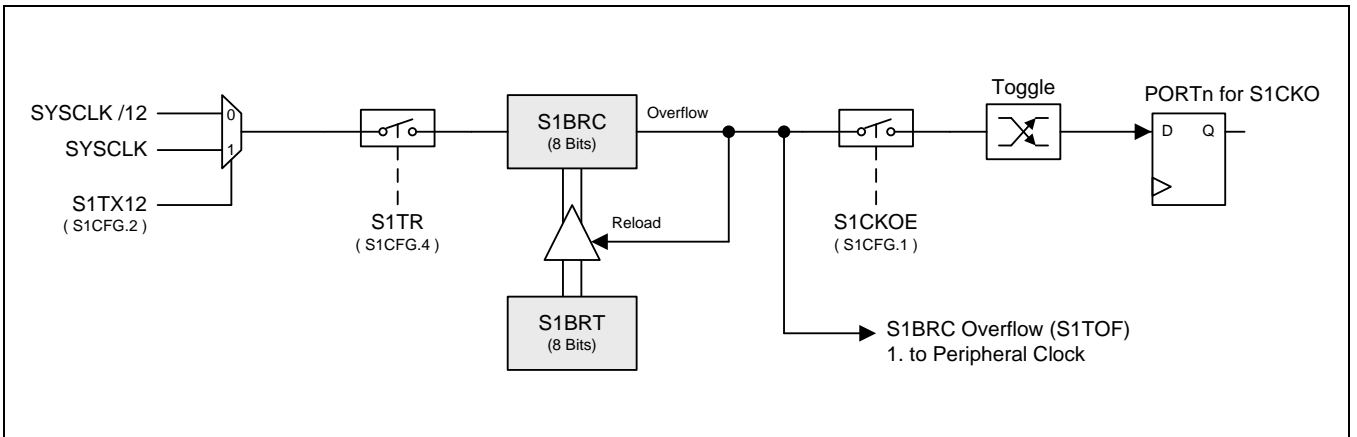 SYSCLK /12
SYSCLK
S1TX12
( S1CFG.2 )
0
1
S1TR
( S1CFG.4 )
S1BRC
(8 Bits)
Overflow
Reload
S1BRT
(8 Bits)
S1CKOE
( S1CFG.1 )
Toggle
PORTn for S1CKO
D Q
S1BRC Overflow (S1TOF)
1. to Peripheral Clock